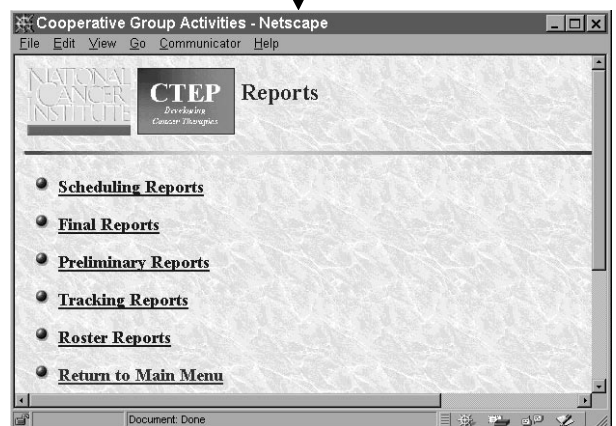 Cooperative Group Activities - Netscape
File Edit View Go Communicator Help
NATIONAL
CANCER
INSTITUTE
CTEP
Developing
Cancer Therapies
Reports
Scheduling Reports
Final Reports
Preliminary Reports
Tracking Reports
Roster Reports
Return to Main Menu
Document: Done